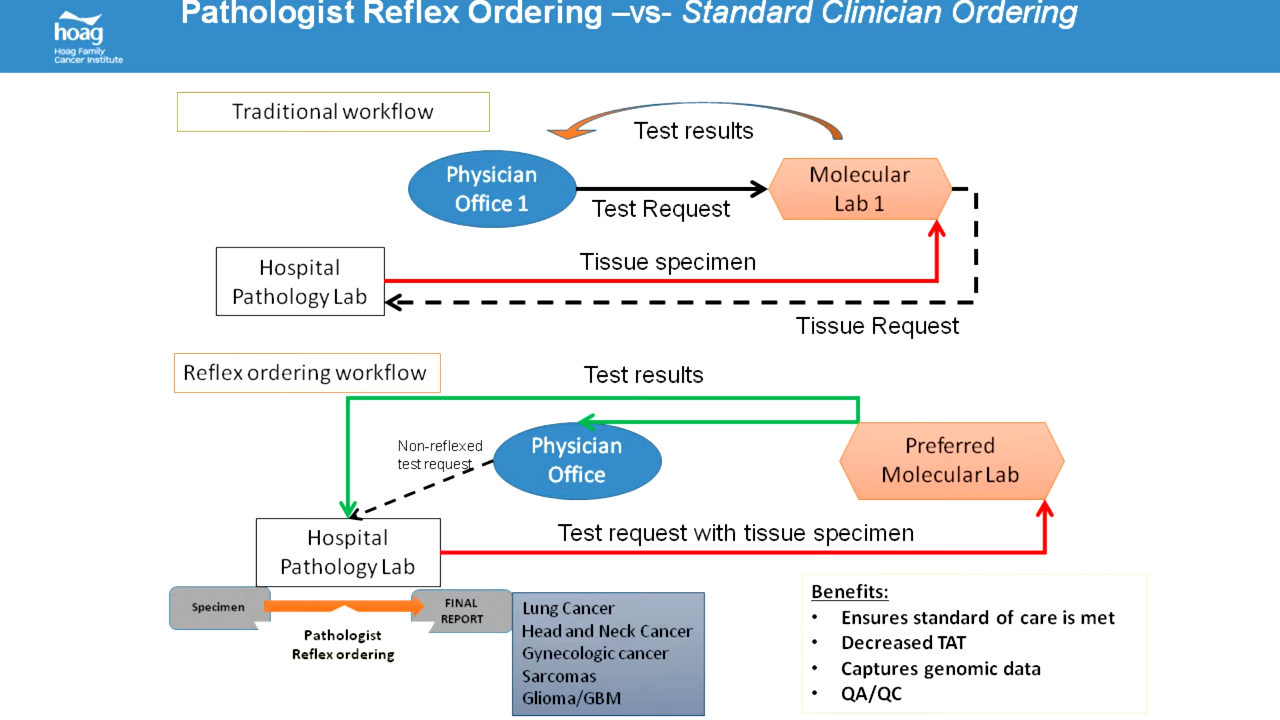 Pathologist Reflex Ordering –vs- Standard Clinician Ordering
hoag
Hoag Family
Cancer Institute
Traditional workflow
Test results
Physician
Office 1
Test Request
Molecular
Lab 1
Tissue specimen
Hospital
Pathology Lab
Tissue Request
Reflex ordering workflow
Test results
Non-reflexed
test request
Physician
Office
Preferred
Molecular Lab
Hospital
Pathology Lab
Test request with tissue specimen
Specimen
FINAL
REPORT
Pathologist
Reflex ordering
Lung Cancer
Head and Neck Cancer
Gynecologic cancer
Sarcomas
Glioma/GBM
Benefits:
• Ensures standard of care is met
• Decreased TAT
• Captures genomic data
• QA/QC